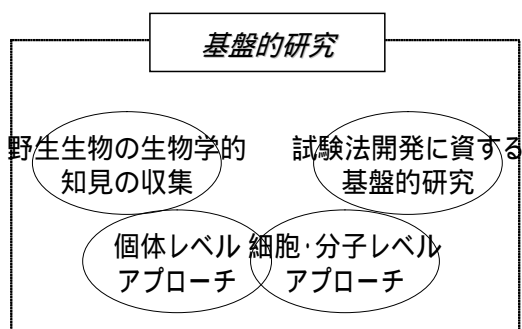 基盤的研究
野生生物の生物学的
知見の収集
試験法開発に資する
基盤的研究
個体レベル
アプローチ
細胞・分子レベル
アプローチ